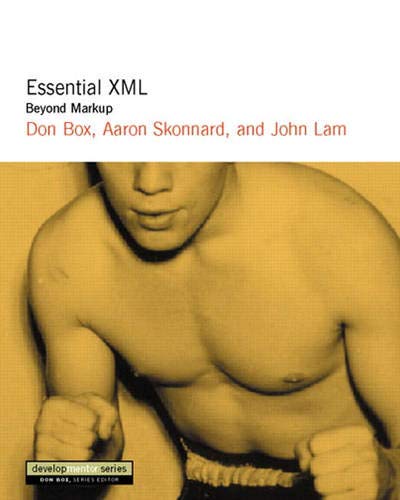 Essential XML
Beyond Markup
Don Box, Aaron Skonnard, and John Lam
developmentor series
DON BOX, SERIES EDITOR